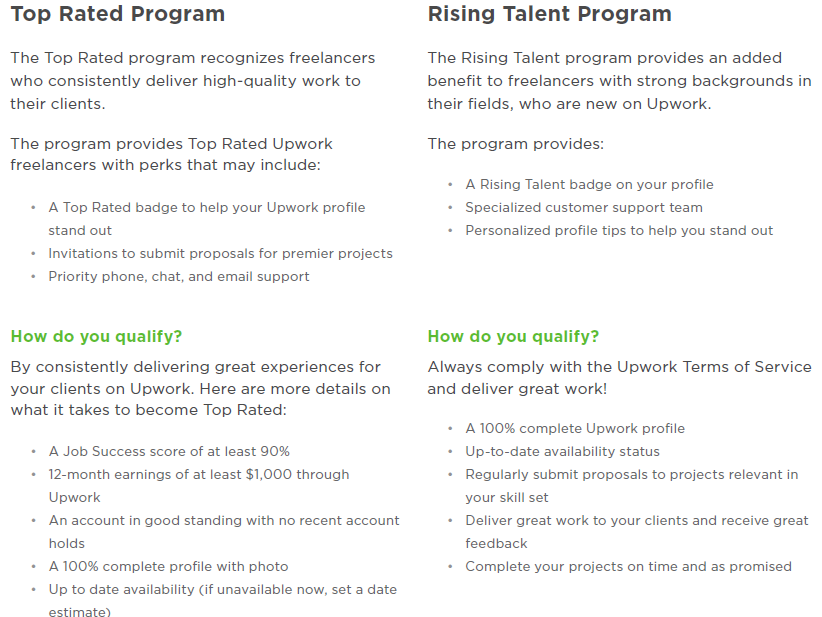 Top Rated Program
The Top Rated program recognizes freelancers
who consistently deliver high-quality work to
their clients.
The program provides Top Rated Upwork
freelancers with perks that may include:
• A Top Rated badge to help your Upwork profile
stand out
• Invitations to submit proposals for premier projects
• Priority phone, chat, and email support
How do you qualify?
By consistently delivering great experiences for
your clients on Upwork. Here are more details on
what it takes to become Top Rated:
• A Job Success score of at least 90%
• 12-month earnings of at least $1,000 through
Upwork
• An account in good standing with no recent account
holds
• A 100% complete profile with photo
• Up to date availability (if unavailable now, set a date
estimate)
Rising Talent Program
The Rising Talent program provides an added
benefit to freelancers with strong backgrounds in
their fields, who are new on Upwork.
The program provides:
• A Rising Talent badge on your profile
• Specialized customer support team
• Personalized profile tips to help you stand out
How do you qualify?
Always comply with the Upwork Terms of Service
and deliver great work!
• A 100% complete Upwork profile
• Up-to-date availability status
• Regularly submit proposals to projects relevant in
your skill set
• Deliver great work to your clients and receive great
feedback
• Complete your projects on time and as promised